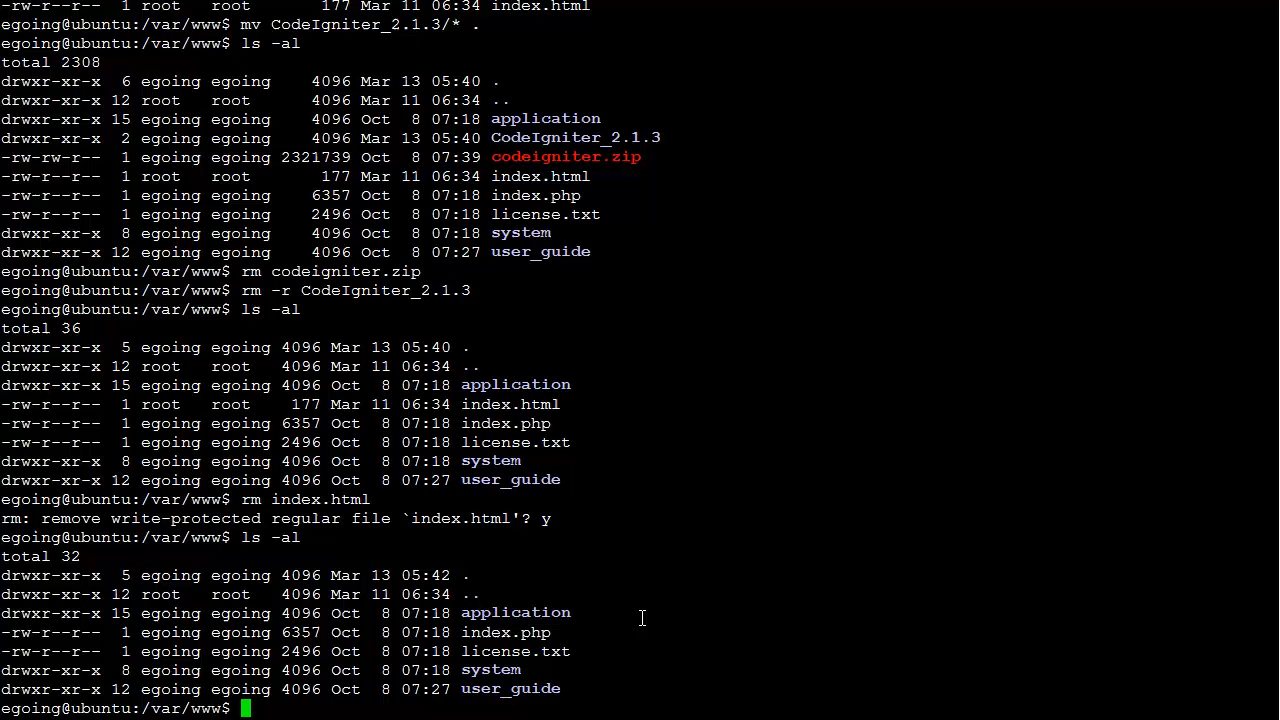 -rw-r--r--  1 root   root      177 Mar 11 06:34 index.html
egoing@ubuntu:/var/www$ mv CodeIgniter_2.1.3/* .
egoing@ubuntu:/var/www$ ls -al
total 2308
drwxr-xr-x  6 egoing egoing    4096 Mar 13 05:40 .
drwxr-xr-x 12 root   root      4096 Mar 11 06:34 ..
drwxr-xr-x 15 egoing egoing    4096 Oct  8 07:18 application
drwxr-xr-x  2 egoing egoing    4096 Mar 13 05:40 CodeIgniter_2.1.3
-rw-rw-r--  1 egoing egoing 2321739 Oct  8 07:39 codeigniter.zip
-rw-r--r--  1 root   root       177 Mar 11 06:34 index.html
-rw-r--r--  1 egoing egoing    6357 Oct  8 07:18 index.php
-rw-r--r--  1 egoing egoing    2496 Oct  8 07:18 license.txt
drwxr-xr-x  8 egoing egoing    4096 Oct  8 07:18 system
drwxr-xr-x 12 egoing egoing    4096 Oct  8 07:27 user_guide
egoing@ubuntu:/var/www$ rm codeigniter.zip
egoing@ubuntu:/var/www$ rm -r CodeIgniter_2.1.3
egoing@ubuntu:/var/www$ ls -al
total 36
drwxr-xr-x  5 egoing egoing 4096 Mar 13 05:40 .
drwxr-xr-x 12 root   root   4096 Mar 11 06:34 ..
drwxr-xr-x 15 egoing egoing 4096 Oct  8 07:18 application
-rw-r--r--  1 root   root    177 Mar 11 06:34 index.html
-rw-r--r--  1 egoing egoing 6357 Oct  8 07:18 index.php
-rw-r--r--  1 egoing egoing 2496 Oct  8 07:18 license.txt
drwxr-xr-x  8 egoing egoing 4096 Oct  8 07:18 system
drwxr-xr-x 12 egoing egoing 4096 Oct  8 07:27 user_guide
egoing@ubuntu:/var/www$ rm index.html
rm: remove write-protected regular file `index.html'? y
egoing@ubuntu:/var/www$ ls -al
total 32
drwxr-xr-x  5 egoing egoing 4096 Mar 13 05:42 .
drwxr-xr-x 12 root   root   4096 Mar 11 06:34 ..
drwxr-xr-x 15 egoing egoing 4096 Oct  8 07:18 application
-rw-r--r--  1 egoing egoing 6357 Oct  8 07:18 index.php
-rw-r--r--  1 egoing egoing 2496 Oct  8 07:18 license.txt
drwxr-xr-x  8 egoing egoing 4096 Oct  8 07:18 system
drwxr-xr-x 12 egoing egoing 4096 Oct  8 07:27 user_guide
egoing@ubuntu:/var/www$